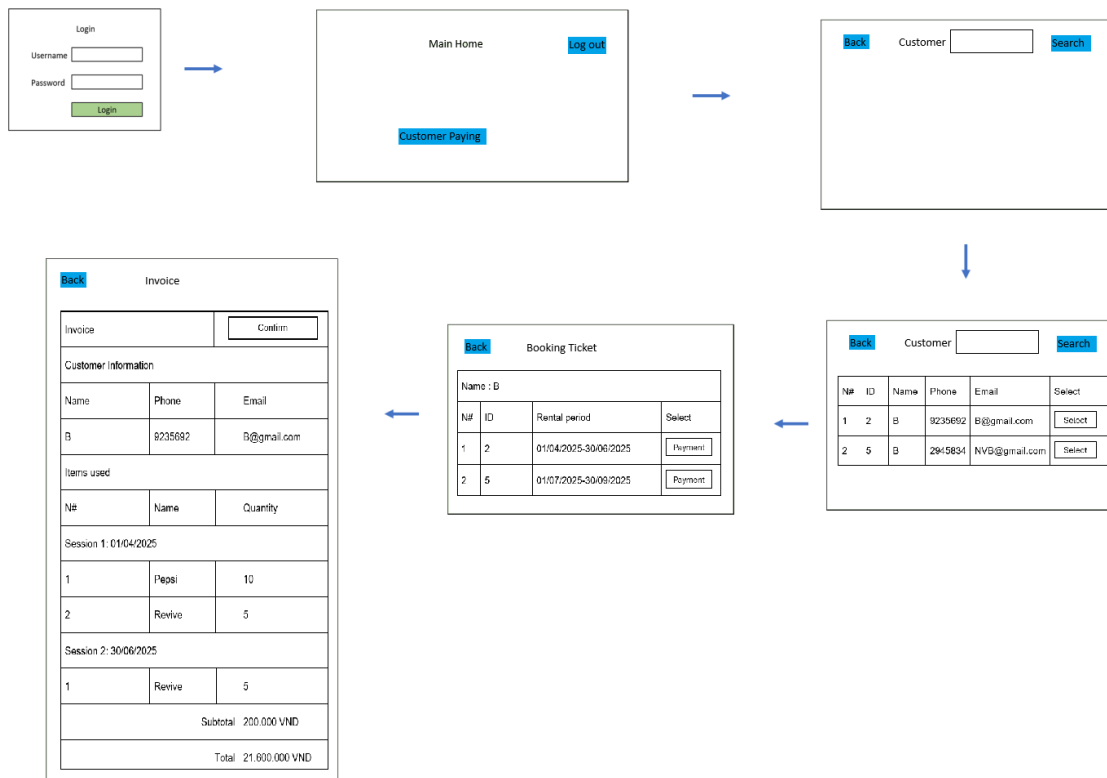 Login
Username
Password
Login
Main Home
Log out
Customer Paying
Back Customer Search
Back Customer Search
N# ID Name Phone Email Select
1 2 B 9235692 B@gmail.com Select
2 5 B 2945834 NVB@gmail.com Select
Back Booking Ticket
Name : B
N# ID Rental period Select
1 2 01/04/2025-30/06/2025 Payment
2 5 01/07/2025-30/09/2025 Payment
Back Invoice
Invoice Confirm
Customer Information
Name Phone Email
B 9235692 B@gmail.com
Items used
N# Name Quantity
Session 1: 01/04/2025
1 Pepsi 10
2 Revive 5
Session 2: 30/06/2025
1 Revive 5
Subtotal 200.000 VND
Total 21.600.000 VND